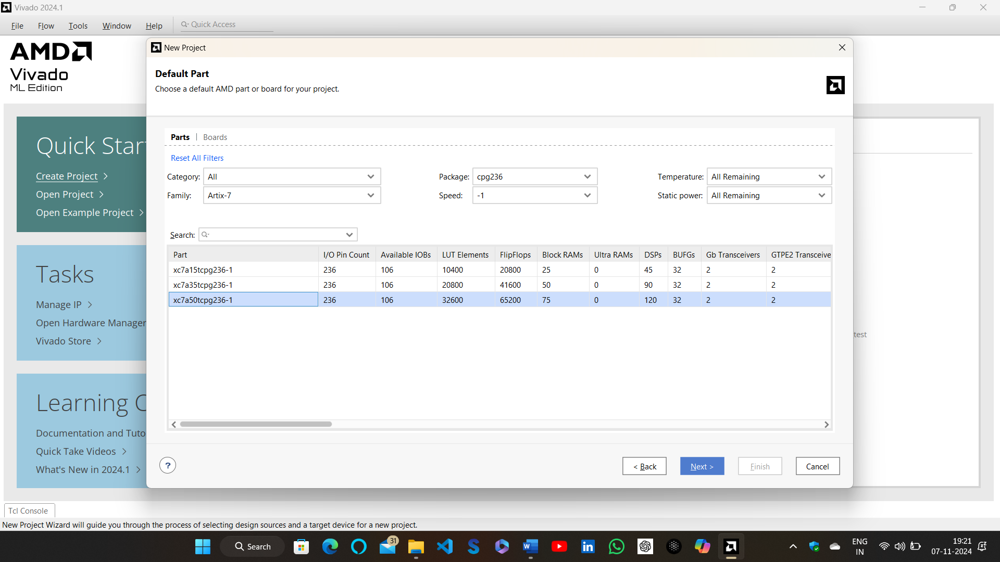 Vivado 2024.1
File Flow Tools Window Help Quick Access
AMD
Vivado
ML Edition
New Project
Default Part
Choose a default AMD part or board for your project.
Quick Star
Create Project
Open Project
Open Example Project
Parts | Boards
Reset All Filters
Category: All Package: cpg236 Temperature: All Remaining
Family: Artix-7 Speed: -1 Static power: All Remaining
Search:
Part I/O Pin Count Available IOBs LUT Elements FlipFlops Block RAMs Ultra RAMs DSPs BUFGs Gb Transceivers GTPE2 Transceive
xc7a15tcpg236-1 236 106 10400 20800 25 0 45 32 2 2
xc7a35tcpg236-1 236 106 20800 41600 50 0 90 32 2 2
xc7a50tcpg236-1 236 106 32600 65200 75 0 120 32 2 2
Tasks
Manage IP
Open Hardware Manager
Vivado Store
test
Learning C
Documentation and Tuto
Quick Take Videos
What's New in 2024.1
? < Back Next > Finish Cancel
Tcl Console
New Project Wizard will guide you through the process of selecting design sources and a target device for a new project.
Search 31 ENG
IN
19:21
07-11-2024